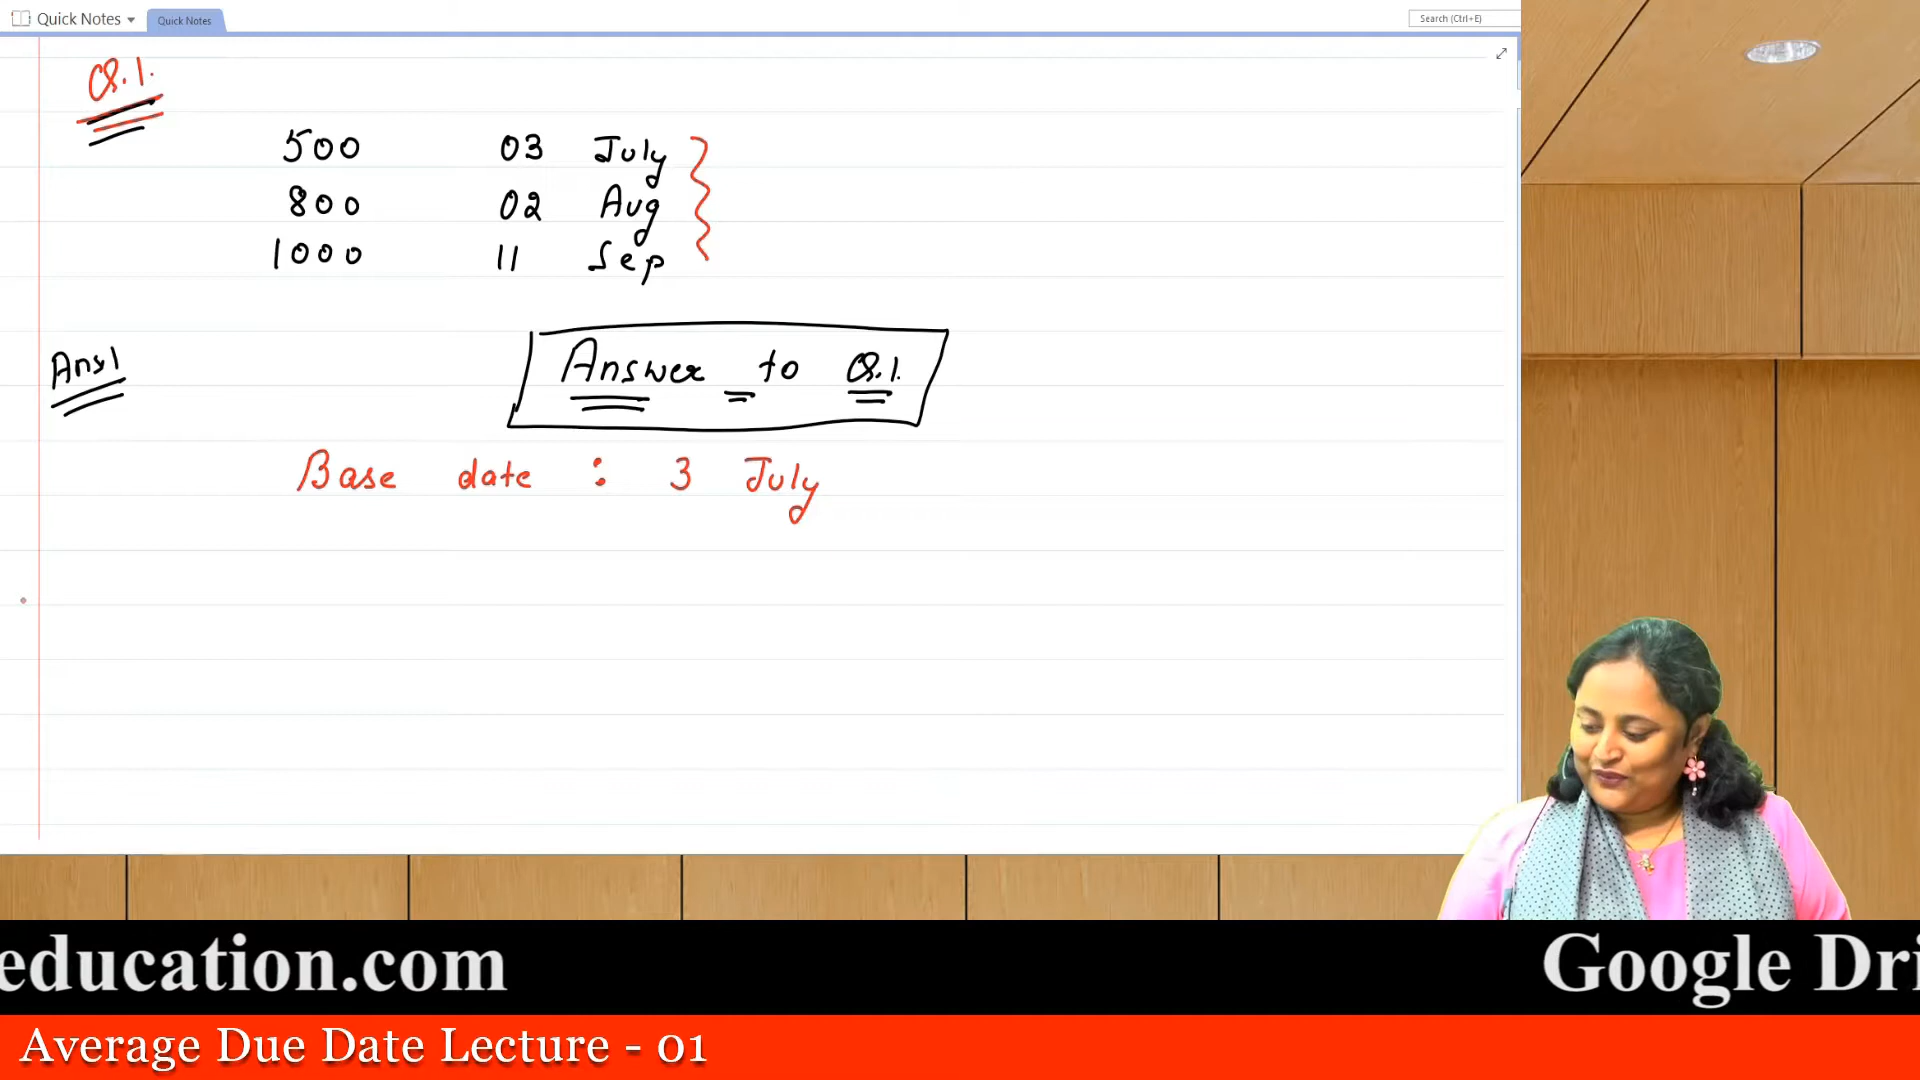 Quick Notes
Quick Notes
Search (Ctrl+E)
Q.1.
500 03 July
800 02 Aug
1000 11 Sep
Ans1
Answer to Q.1.
Base date : 3 July
education.com
Google Dri
Average Due Date Lecture - 01